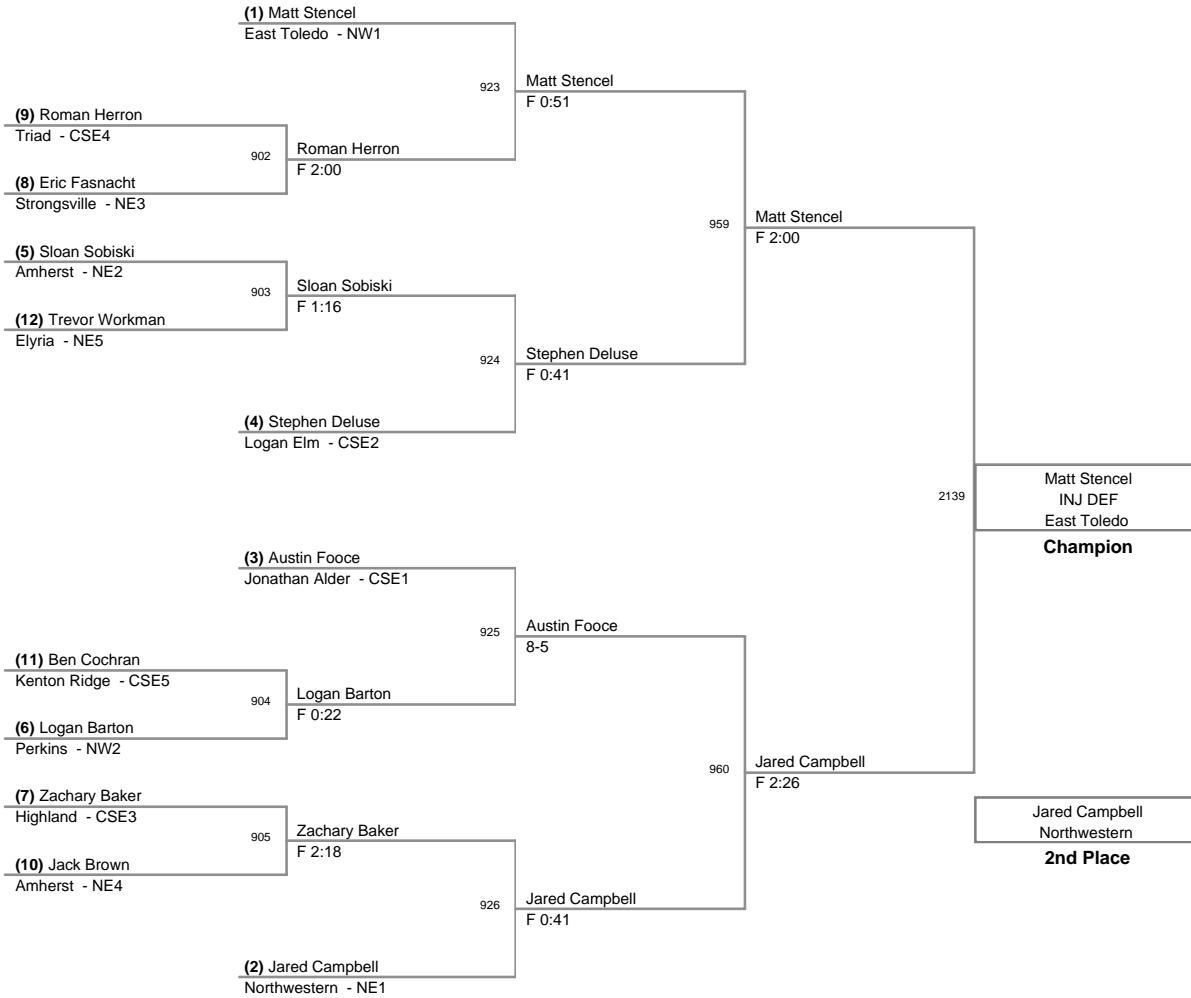 (1) Matt Stencel
East Toledo - NW1
923
Matt Stencel
F 0:51
(9) Roman Herron
Triad - CSE4
902
Roman Herron
F 2:00
(8) Eric Fasnacht
Strongsville - NE3
959
Matt Stencel
F 2:00
(5) Sloan Sobiski
Amherst - NE2
903
Sloan Sobiski
F 1:16
(12) Trevor Workman
Elyria - NE5
924
Stephen Deluse
F 0:41
(4) Stephen Deluse
Logan Elm - CSE2
2139
Matt Stencel
INJ DEF
East Toledo
Champion
(3) Austin Fooce
Jonathan Alder - CSE1
925
Austin Fooce
8-5
(11) Ben Cochran
Kenton Ridge - CSE5
904
Logan Barton
F 0:22
(6) Logan Barton
Perkins - NW2
960
Jared Campbell
F 2:26
(7) Zachary Baker
Highland - CSE3
905
Zachary Baker
F 2:18
(10) Jack Brown
Amherst - NE4
Jared Campbell
Northwestern
2nd Place
926
Jared Campbell
F 0:41
(2) Jared Campbell
Northwestern - NE1